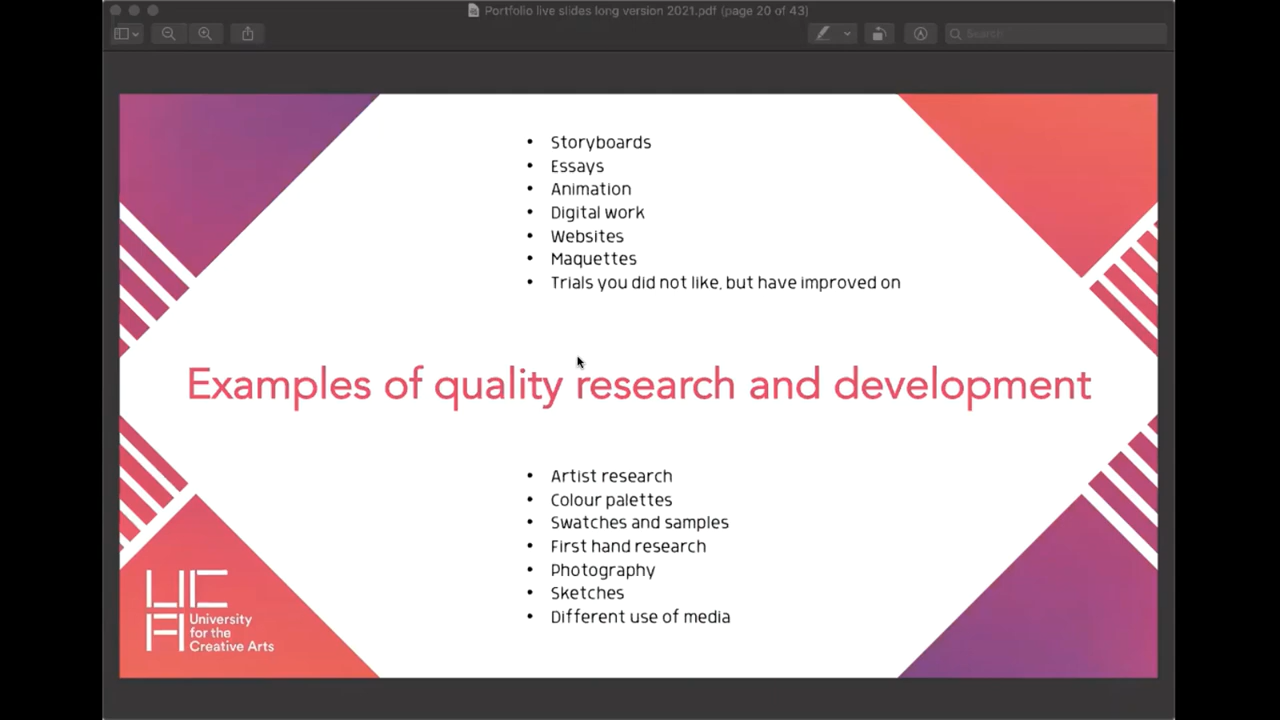 Portfolio live slides long version 2021.pdf (page 20 of 43)
Search
• Storyboards
• Essays
• Animation
• Digital work
• Websites
• Maquettes
• Trials you did not like, but have improved on
Examples of quality research and development
• Artist research
• Colour palettes
• Swatches and samples
• First hand research
• Photography
• Sketches
• Different use of media
UCA
University
for the
Creative Arts